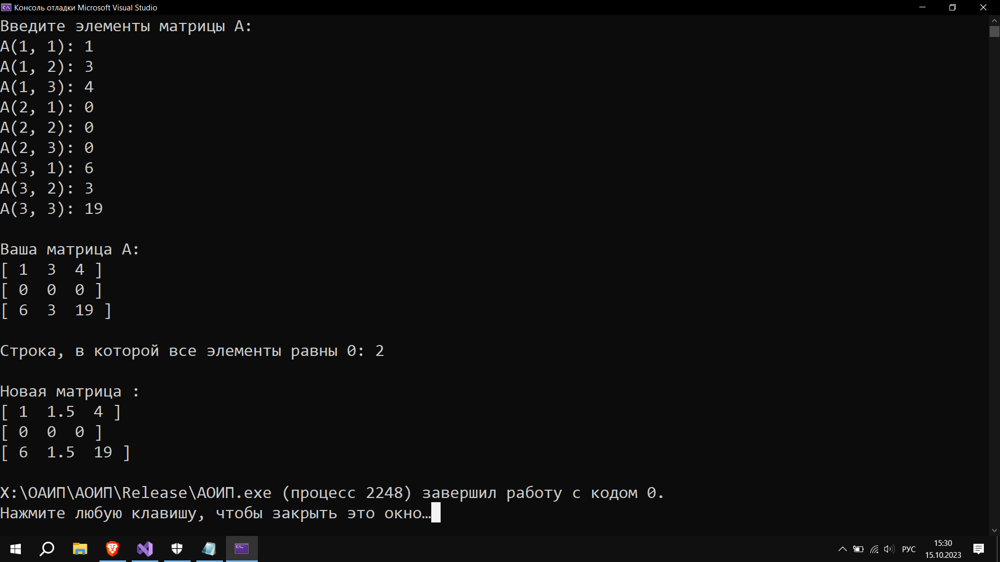 Консоль отладки Microsoft Visual Studio
Введите элементы матрицы А:
A(1, 1): 1
A(1, 2): 3
A(1, 3): 4
A(2, 1): 0
A(2, 2): 0
A(2, 3): 0
A(3, 1): 6
A(3, 2): 3
A(3, 3): 19
Ваша матрица А:
[ 1  3  4 ]
[ 0  0  0 ]
[ 6  3  19 ]
Строка, в которой все элементы равны 0: 2
Новая матрица :
[ 1  1.5  4 ]
[ 0  0  0 ]
[ 6  1.5  19 ]
X:\ОАИП\АОИП\Release\АОИП.exe (процесс 2248) завершил работу с кодом 0.
Нажмите любую клавишу, чтобы закрыть это окно…
РУС
15:30
15.10.2023